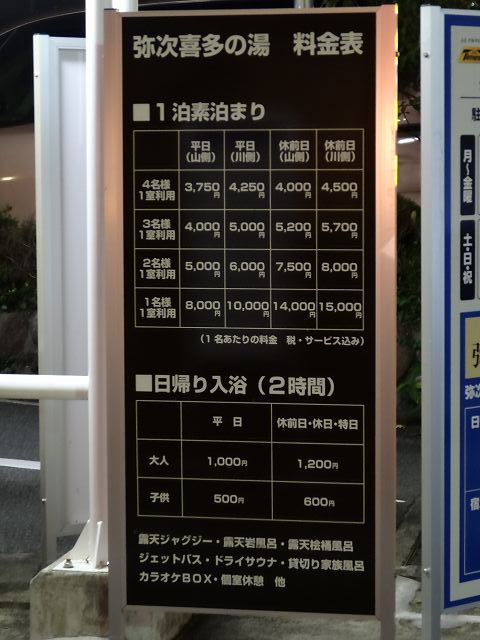 弥次喜多の湯 料金表
■1泊素泊まり
平日(山側) 平日(川側) 休前日(山側) 休前日(川側)
4名様1室利用 3,750円 4,250円 4,000円 4,500円
3名様1室利用 4,000円 5,000円 5,200円 5,700円
2名様1室利用 5,000円 6,000円 7,500円 8,000円
1名様1室利用 8,000円 10,000円 14,000円 15,000円
(1名あたりの料金 税・サービス込み)
■日帰り入浴(2時間)
平日 休前日・休日・特日
大人 1,000円 1,200円
子供 500円 600円
露天ジャグジー・露天岩風呂・露天桧桶風呂
ジェットバス・ドライサウナ・貸切り家族風呂
カラオケBOX・個室休憩 他
月〜金曜
土・日・祝